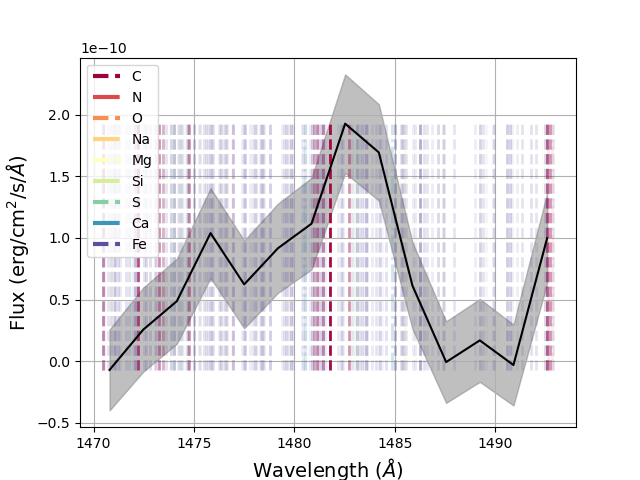 1e−10
C
N
O
Na
Mg
Si
S
Ca
Fe
2.0
1.5
1.0
0.5
0.0
−0.5
Flux (erg/cm²/s/Å)
1470 1475 1480 1485 1490
Wavelength (Å)